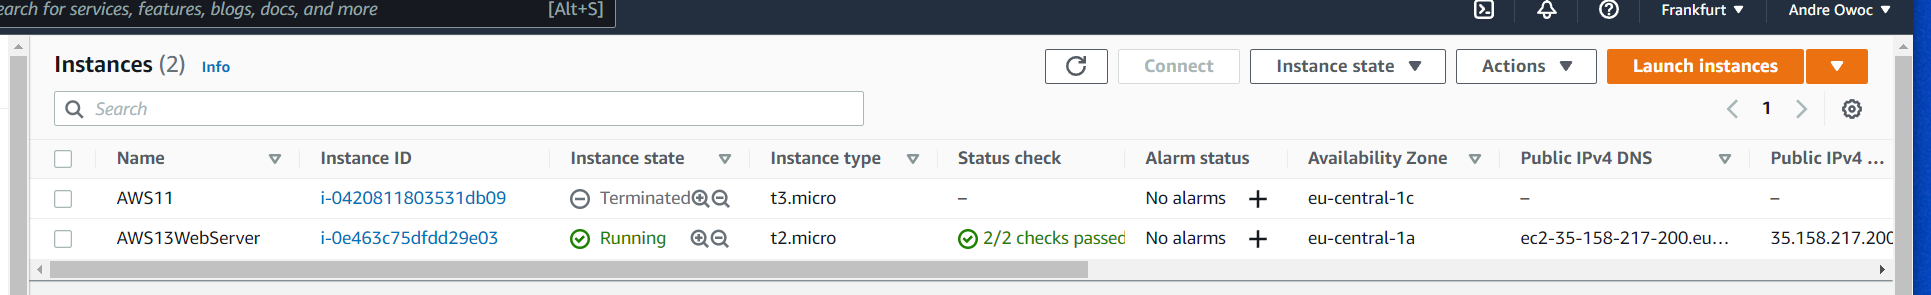 earch for services, features, blogs, docs, and more [Alt+S] Frankfurt Andre Owoc
Instances (2) Info Connect Instance state Actions Launch instances
Search 1
Name Instance ID Instance state Instance type Status check Alarm status Availability Zone Public IPv4 DNS Public IPv4 ...
AWS11 i-0420811803531db09 Terminated t3.micro – No alarms + eu-central-1c – –
AWS13WebServer i-0e463c75dfdd29e03 Running t2.micro 2/2 checks passed No alarms + eu-central-1a ec2-35-158-217-200.eu... 35.158.217.200